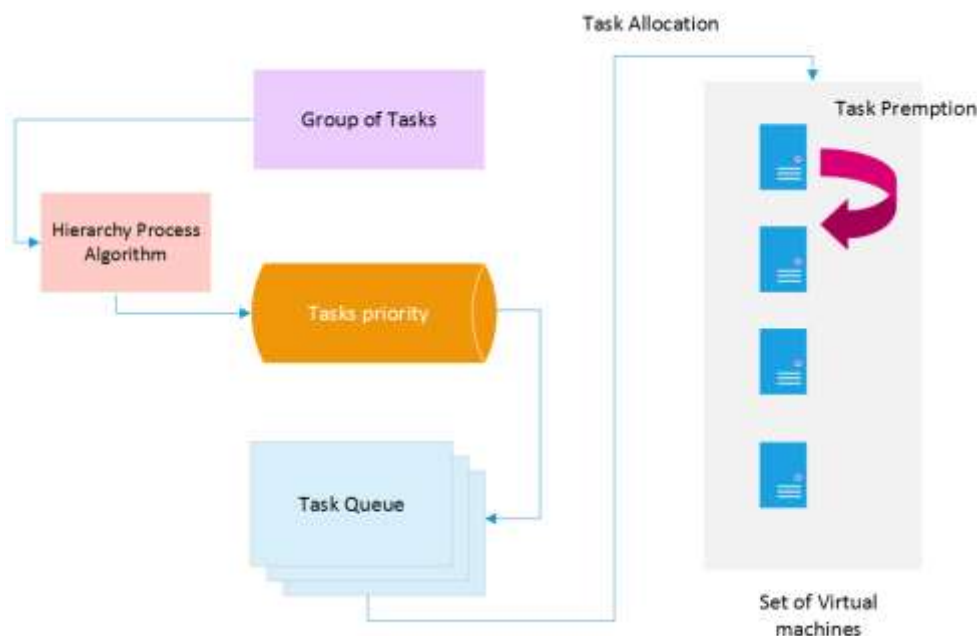 Task Allocation
Task Premption
Group of Tasks
Hierarchy Process
Algorithm
Tasks priority
Task Queue
Set of Virtual
machines